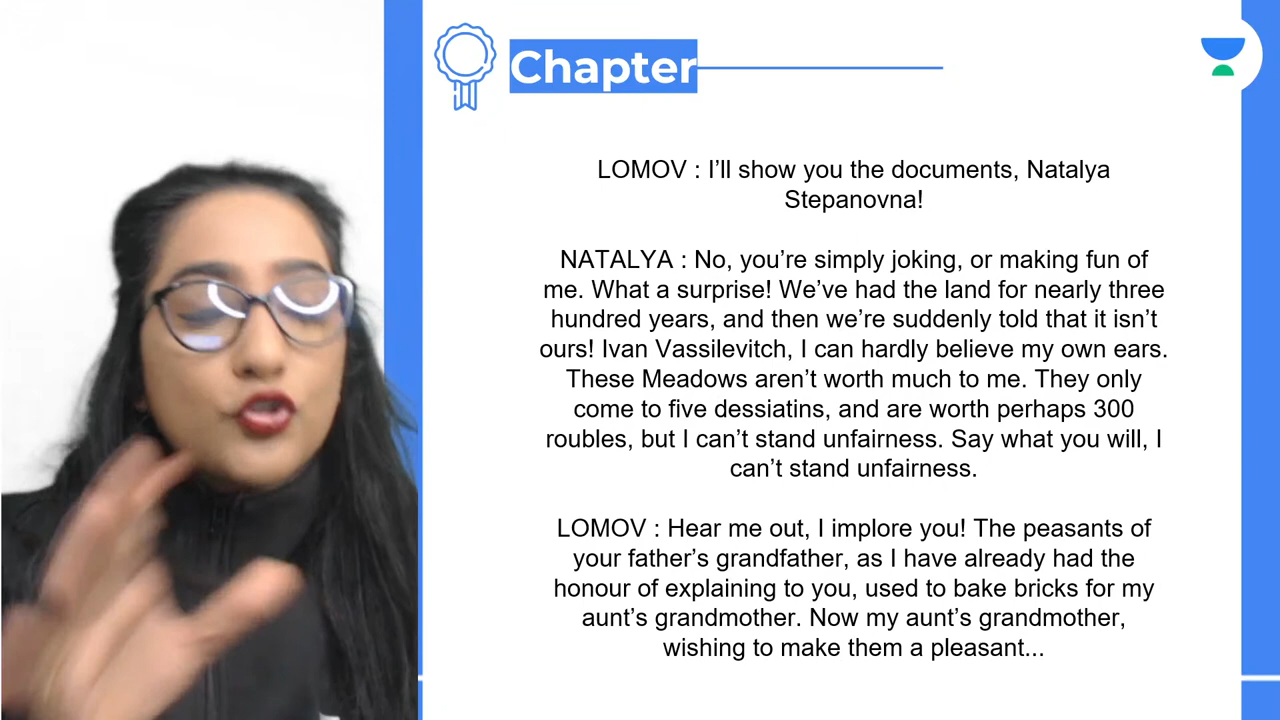 Chapter
LOMOV : I’ll show you the documents, Natalya
Stepanovna!
NATALYA : No, you’re simply joking, or making fun of
me. What a surprise! We’ve had the land for nearly three
hundred years, and then we’re suddenly told that it isn’t
ours! Ivan Vassilevitch, I can hardly believe my own ears.
These Meadows aren’t worth much to me. They only
come to five dessiatins, and are worth perhaps 300
roubles, but I can’t stand unfairness. Say what you will, I
can’t stand unfairness.
LOMOV : Hear me out, I implore you! The peasants of
your father’s grandfather, as I have already had the
honour of explaining to you, used to bake bricks for my
aunt’s grandmother. Now my aunt’s grandmother,
wishing to make them a pleasant...